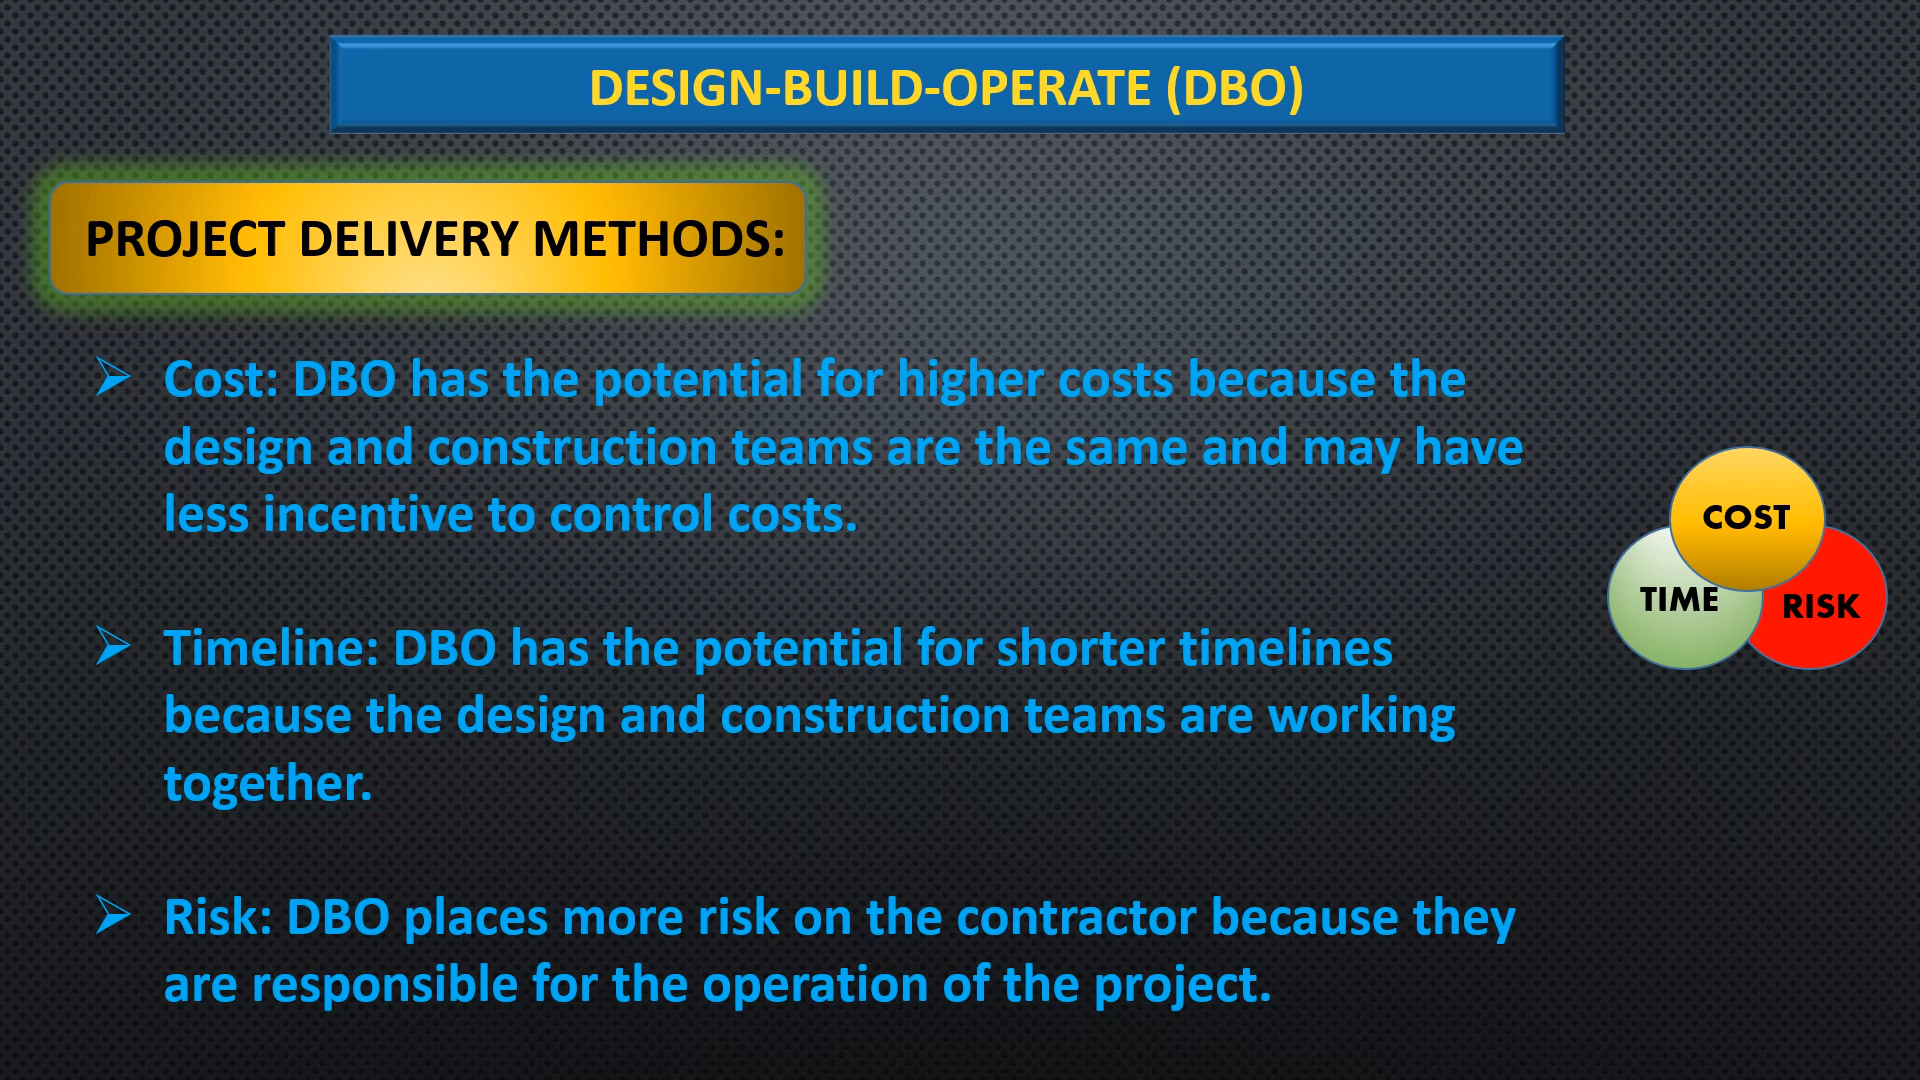 DESIGN-BUILD-OPERATE (DBO)
PROJECT DELIVERY METHODS:
Cost: DBO has the potential for higher costs because the
design and construction teams are the same and may have
less incentive to control costs.
Timeline: DBO has the potential for shorter timelines
because the design and construction teams are working
together.
Risk: DBO places more risk on the contractor because they
are responsible for the operation of the project.
COST
TIME
RISK